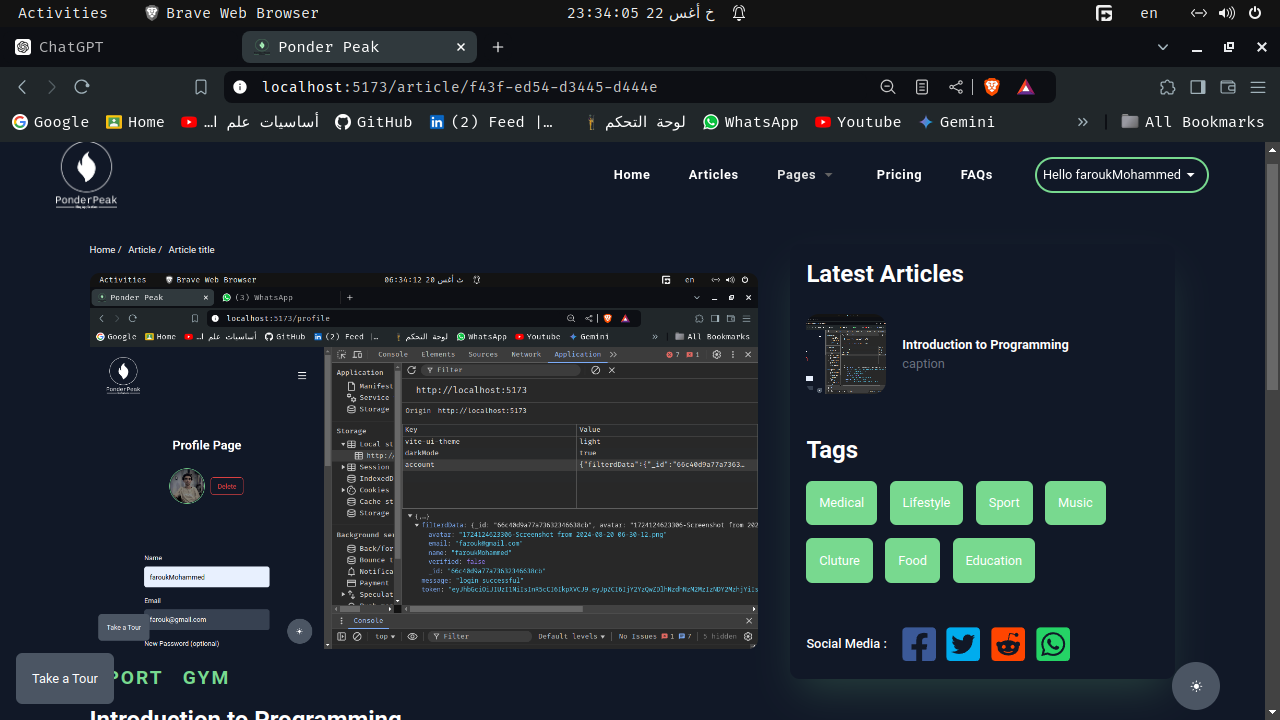 Activities Brave Web Browser 23:34:05 خ أغس 22 en
ChatGPT Ponder Peak
localhost:5173/article/f43f-ed54-d3445-d444e
Google Home أساسيات علم ا... GitHub (2) Feed |... لوحة التحكم WhatsApp Youtube Gemini » All Bookmarks
PonderPeak
Home Articles Pages Pricing FAQs Hello faroukMohammed
Home / Article / Article title
Activities Brave Web Browser 06:34:12 ث أغس 20 en
Ponder Peak (3) WhatsApp
localhost:5173/profile
Google Home أساسيات علم ا... GitHub (2) Feed |... لوحة التحكم WhatsApp Youtube Gemini » All Bookmarks
Console Elements Sources Network Application » 7 1
Application
Manifest
Service
Storage
Storage
Local st
http:/
Session
IndexedD
Cookies
Cache st
Storage
Background ser
Back/for
Bounce t
Notifica
Payment
Speculat
Filter
http://localhost:5173
Origin http://localhost:5173
Key Value
vite-ui-theme light
darkMode true
account {"filterData":{"_id":"66c40d9a77a7363…
{,…}
filterData: {_id: "66c40d9a77a73632346638cb", avatar: "1724124623306-Screenshot from 202
avatar: "1724124623306-Screenshot from 2024-08-20 06-30-12.png"
email: "farouk@gmail.com"
name: "faroukMohammed"
verified: false
_id: "66c40d9a77a73632346638cb"
message: "login successful"
Console
top Filter Default levels No Issues 1 7 5 hidden
Profile Page
Delete
Name
faroukMohammed
Email
farouk@gmail.com
New Password (optional)
Take a Tour
Take a Tour
PORT GYM
Introduction to Programming
Latest Articles
Introduction to Programming
caption
Tags
Medical Lifestyle Sport Music
Cluture Food Education
Social Media :